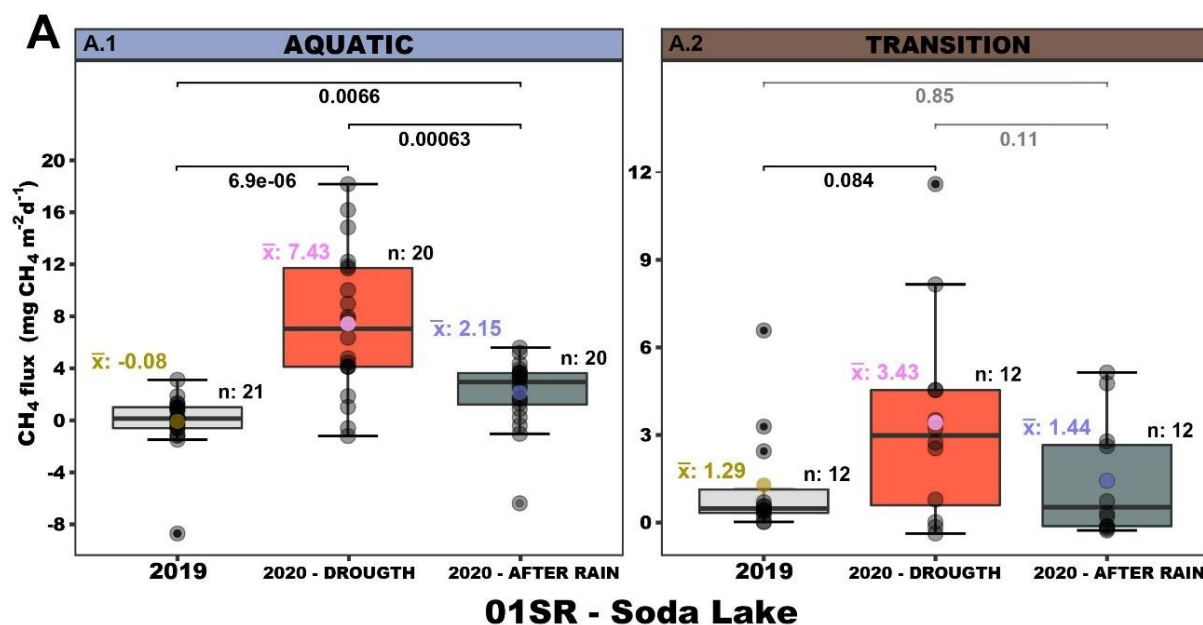 A
A.1 AQUATIC
0.0066
0.00063
6.9e-06
20
16
12
8
4
0
-4
-8
CH₄ flux (mg CH₄ m⁻²d⁻¹)
x̅: -0.08
n: 21
x̅: 7.43
n: 20
x̅: 2.15
n: 20
2019
2020 - DROUGTH
2020 - AFTER RAIN
A.2 TRANSITION
0.85
0.11
0.084
12
9
6
3
0
x̅: 1.29
n: 12
x̅: 3.43
n: 12
x̅: 1.44
n: 12
2019
2020 - DROUGTH
2020 - AFTER RAIN
01SR - Soda Lake